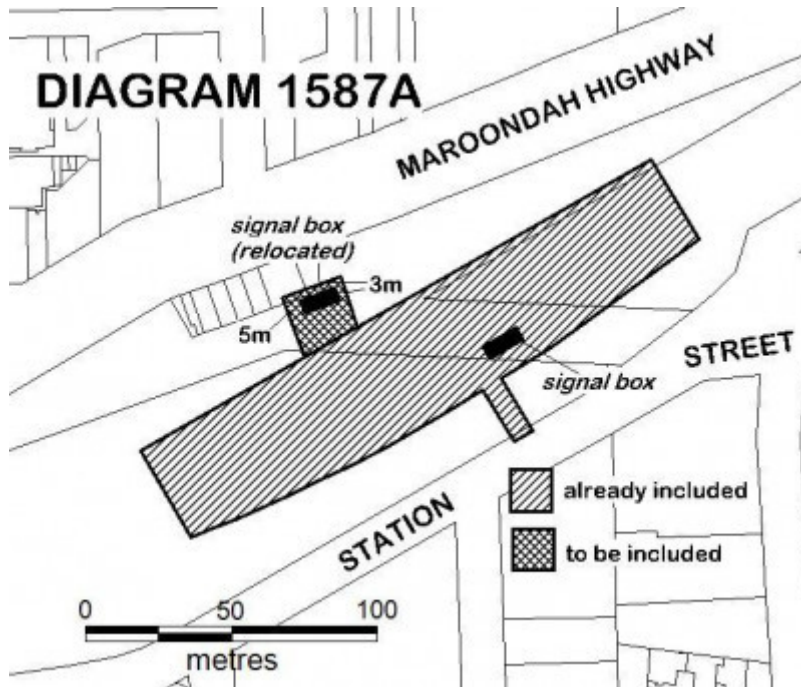 DIAGRAM 1587A
MAROONDAH HIGHWAY
signal box
(relocated)
3m
5m
signal box
STREET
STATION
already included
to be included
0 50 100
metres